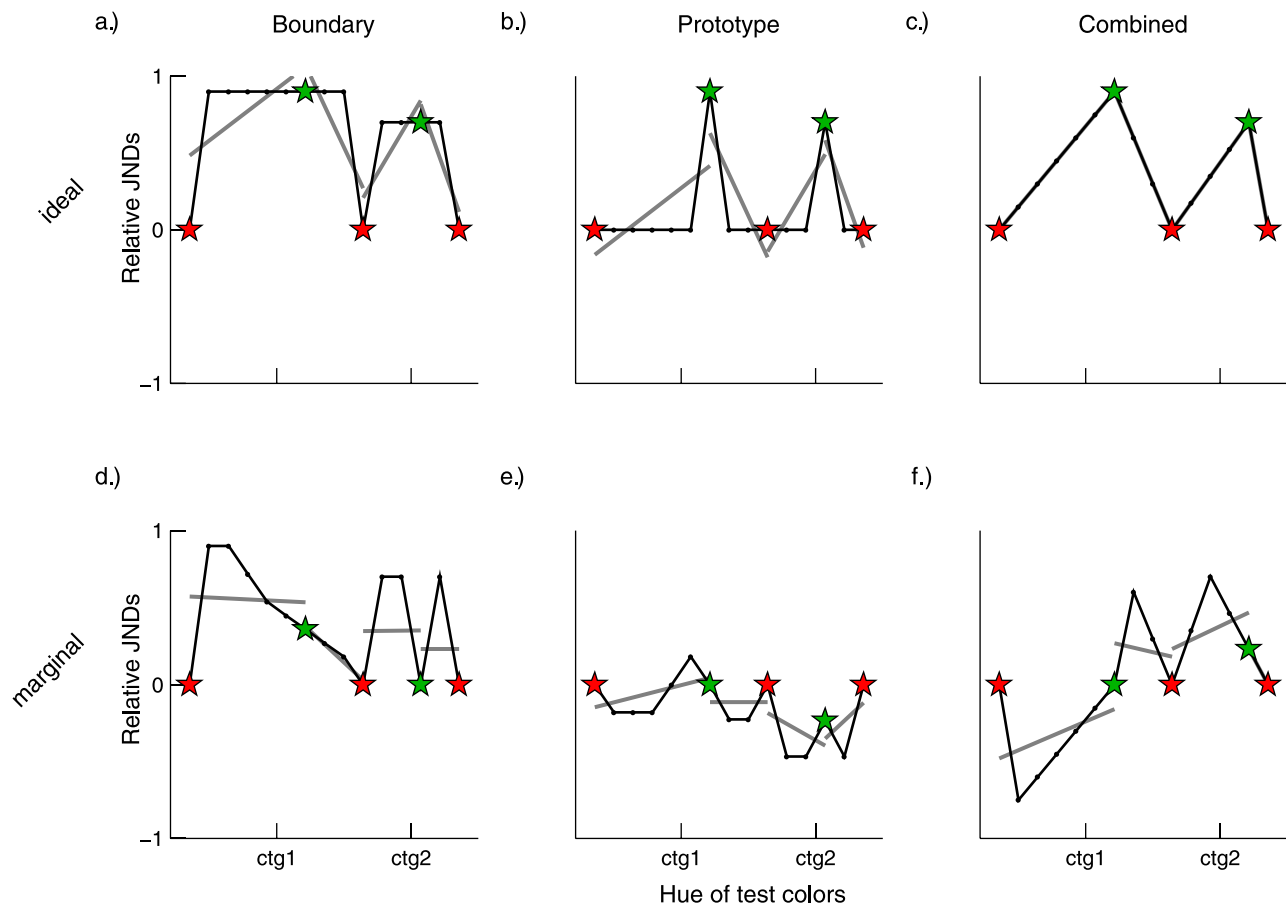 a.)
Boundary
b.)
Prototype
c.)
Combined
ideal
Relative JNDs
1
0
−1
d.)
e.)
f.)
marginal
Relative JNDs
1
0
−1
ctg1
ctg2
ctg1
ctg2
ctg1
ctg2
Hue of test colors